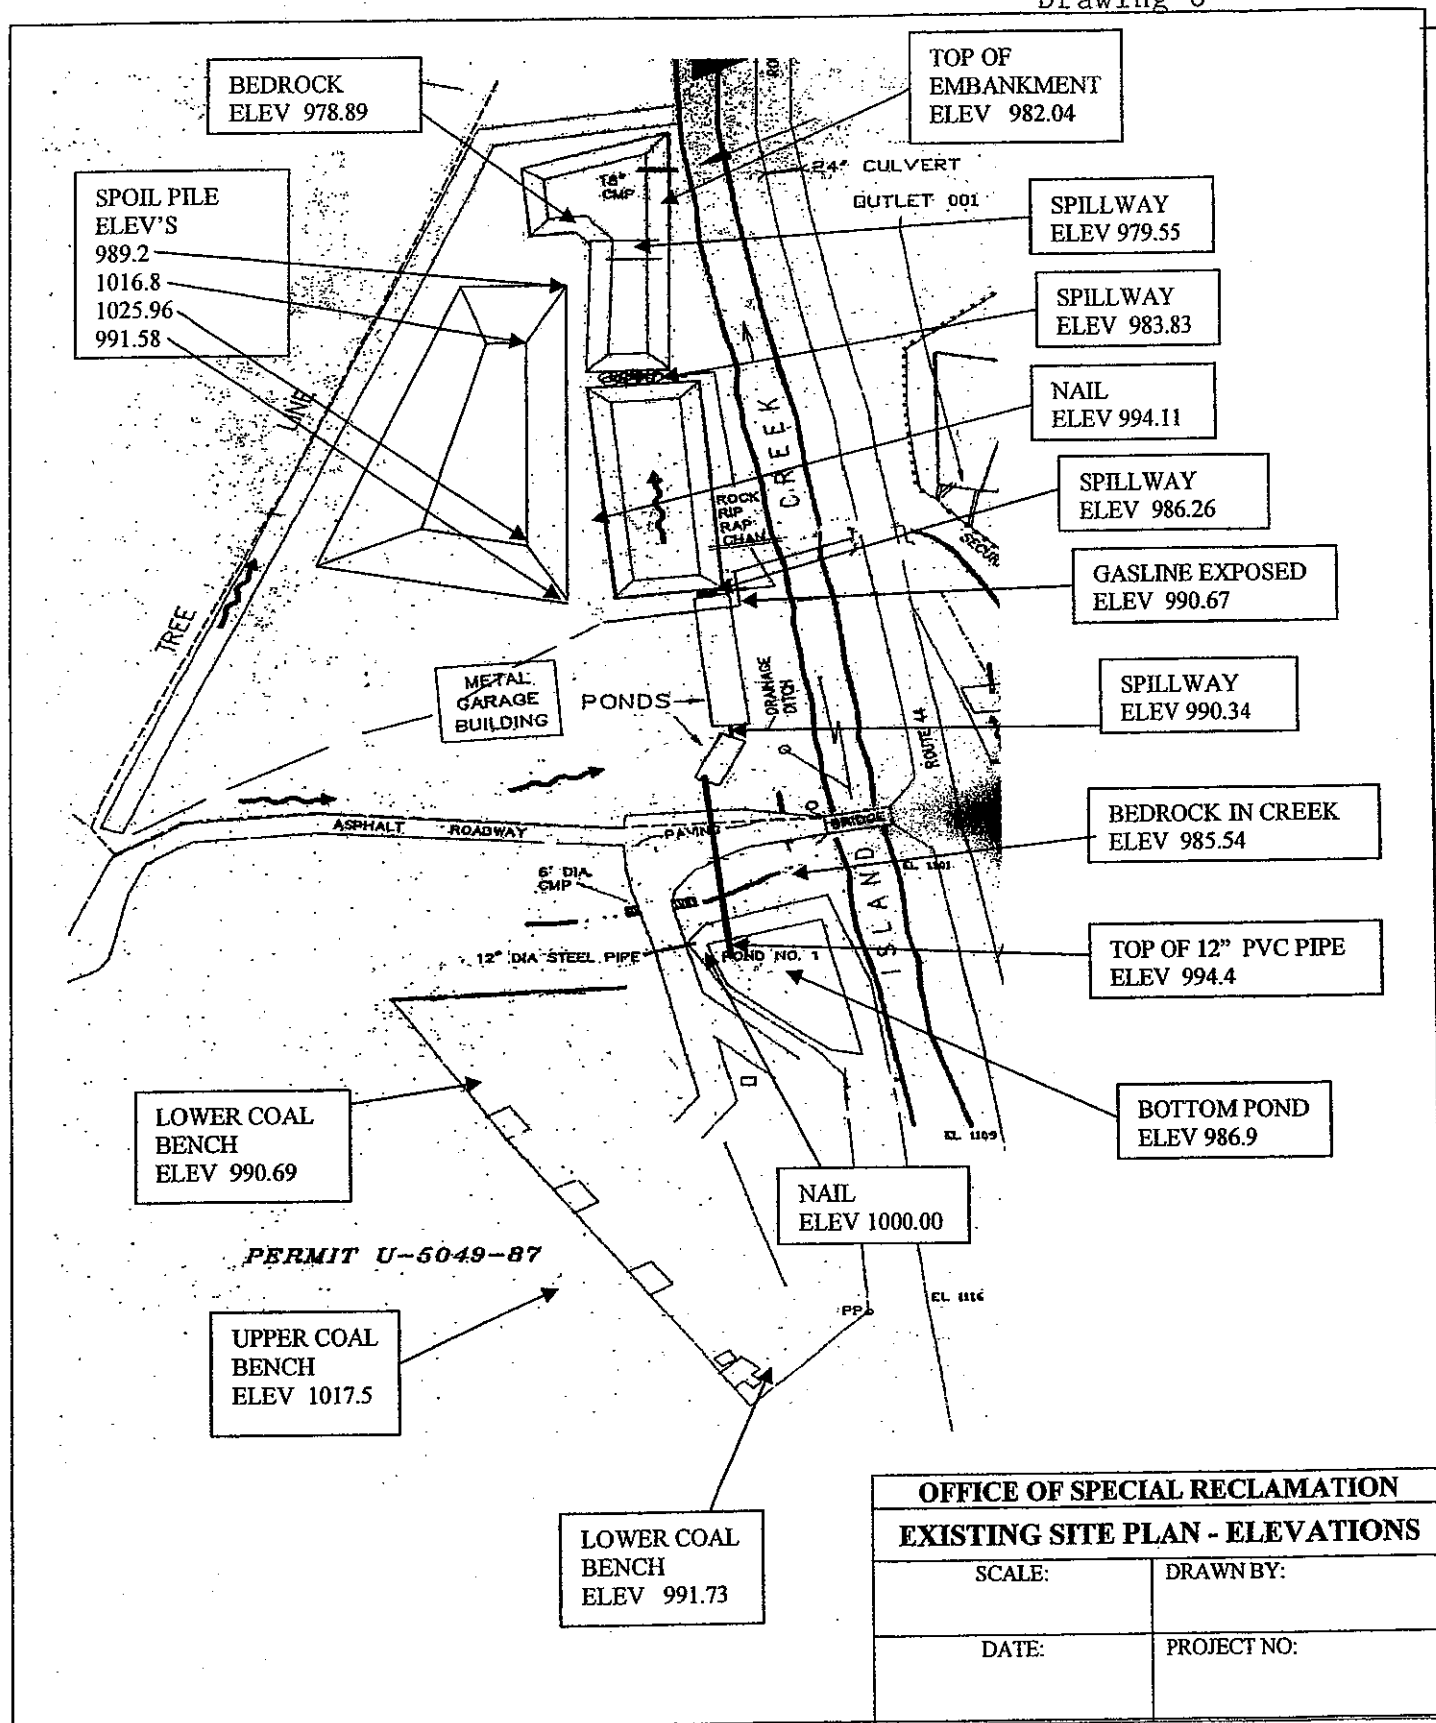 Drawing 6
BEDROCK
ELEV 978.89
TOP OF
EMBANKMENT
ELEV 982.04
SPOIL PILE
ELEV'S
989.2
1016.8
1025.96
991.58
18"
CMP
24" CULVERT
OUTLET 001
SPILLWAY
ELEV 979.55
SPILLWAY
ELEV 983.83
NAIL
ELEV 994.11
SPILLWAY
ELEV 986.26
GASLINE EXPOSED
ELEV 990.67
SPILLWAY
ELEV 990.34
BEDROCK IN CREEK
ELEV 985.54
TOP OF 12" PVC PIPE
ELEV 994.4
BOTTOM POND
ELEV 986.9
TREE LINE
ROCK
RIP
RAP
CHAN.
ISLAND CREEK
METAL
GARAGE
BUILDING
PONDS
DRAINAGE
DITCH
ROUTE 44
ASPHALT ROADWAY
PAVING
BRIDGE
6' DIA.
CMP
12" DIA STEEL PIPE
POND NO. 1
EL 1109
EL 1116
PP
LOWER COAL
BENCH
ELEV 990.69
NAIL
ELEV 1000.00
PERMIT U-5049-87
UPPER COAL
BENCH
ELEV 1017.5
LOWER COAL
BENCH
ELEV 991.73
OFFICE OF SPECIAL RECLAMATION
EXISTING SITE PLAN - ELEVATIONS
SCALE:
DRAWN BY:
DATE:
PROJECT NO: